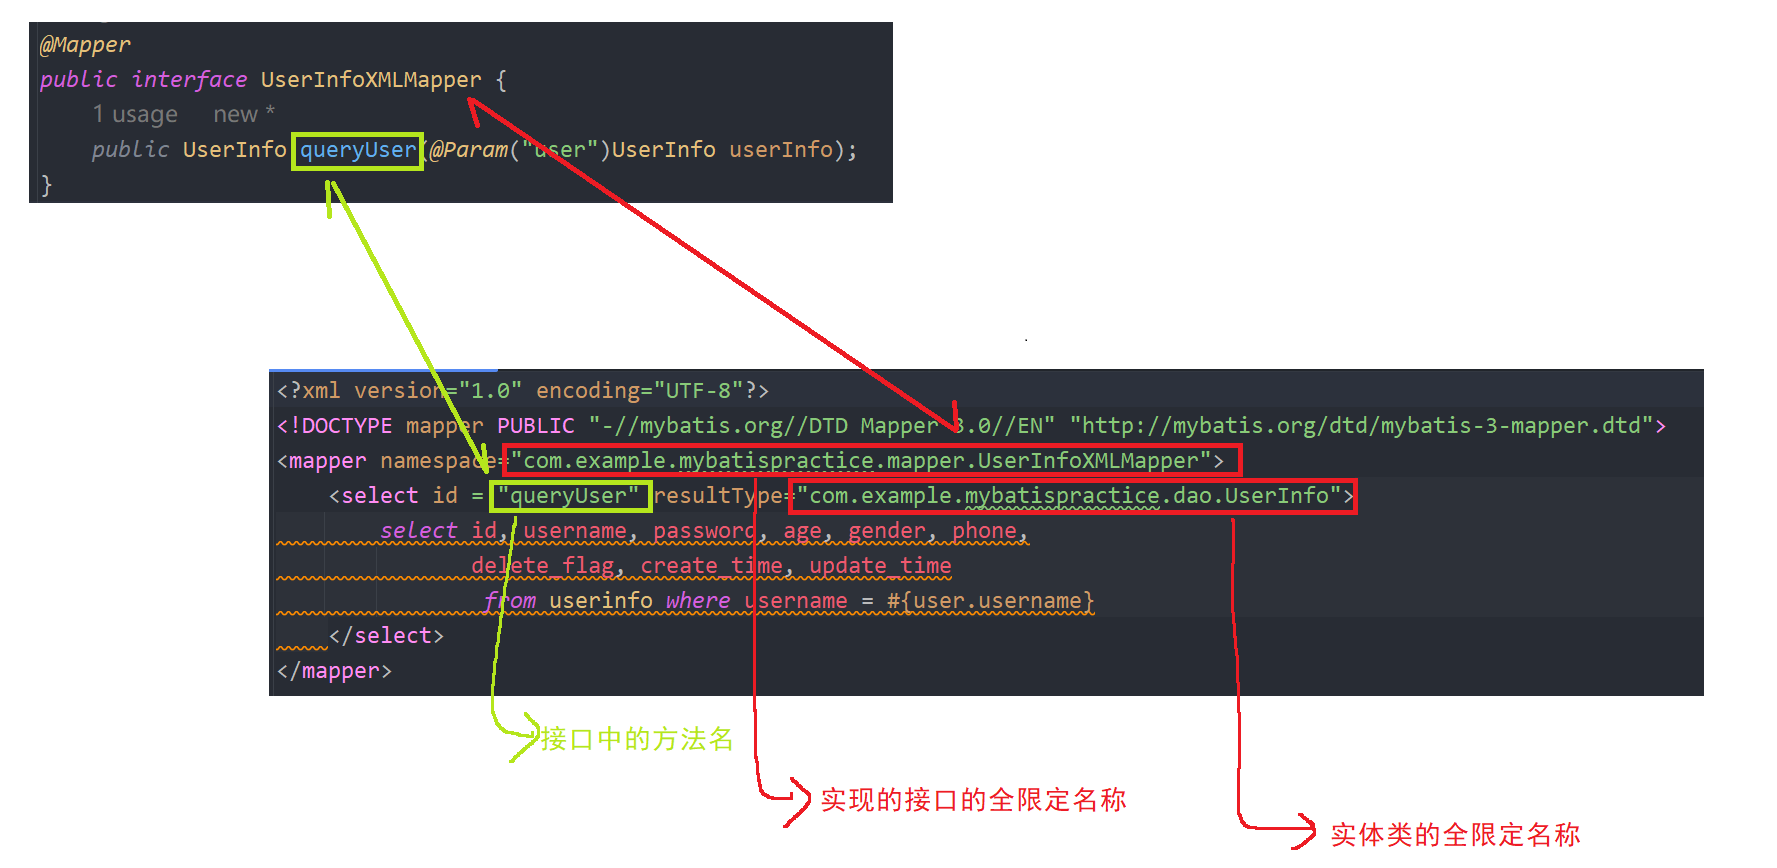 @Mapper
public interface UserInfoXMLMapper {
1 usage new *
public UserInfo queryUser(@Param("user")UserInfo userInfo);
}
<?xml version="1.0" encoding="UTF-8"?>
<!DOCTYPE mapper PUBLIC "-//mybatis.org//DTD Mapper 3.0//EN" "http://mybatis.org/dtd/mybatis-3-mapper.dtd">
<mapper namespace="com.example.mybatispractice.mapper.UserInfoXMLMapper">
<select id = "queryUser" resultType="com.example.mybatispractice.dao.UserInfo">
select id, username, password, age, gender, phone,
delete_flag, create_time, update_time
from userinfo where username = #{user.username}
</select>
</mapper>
接口中的方法名
实现的接口的全限定名称
实体类的全限定名称